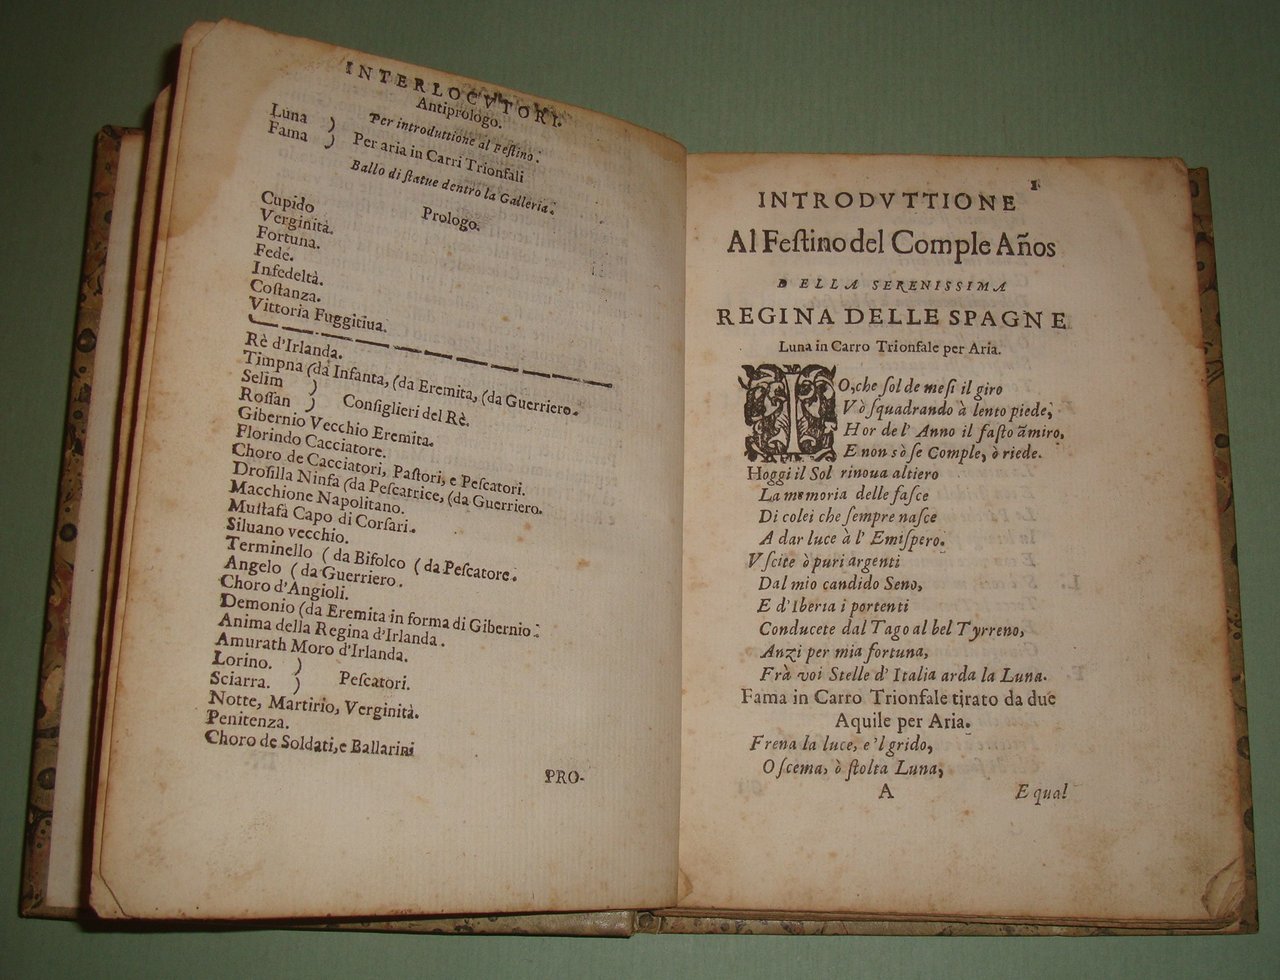 INTERLOCVTORI.
Antiprologo.
Per introduttione al Feſtino.
Luna )
Fama ) Per aria in Carri Trionfali
Ballo di ſtatue dentro la Galleria.
Prologo.
Cupido
Verginità.
Fortuna.
Fede.
Infedeltà.
Coſtanza.
Vittoria Fuggitiua.
Rè d'Irlanda.
Timpna (da Infanta, (da Eremita, (da Guerriero.
Selim )
Roſſan ) Conſiglieri del Rè.
Gibernio Vecchio Eremita.
Florindo Cacciatore.
Choro de Cacciatori, Paſtori, e Peſcatori.
Droſilla Ninfa (da Peſcatrice, (da Guerriero.
Macchione Napolitano.
Muſtafà Capo di Corſari.
Siluano vecchio.
Terminello ( da Bifolco ( da Peſcatore.
Angelo ( da Guerriero.
Choro d'Angioli.
Demonio (da Eremita in forma di Gibernio.
Anima della Regina d'Irlanda.
Amurath Moro d'Irlanda.
Lorino. )
Sciarra. ) Peſcatori.
Notte, Martirio, Verginità.
Penitenza.
Choro de Soldati, e Ballarini
PRO-
1
INTRODVTTIONE
Al Feſtino del Comple Años
DELLA SERENISSIMA
REGINA DELLE SPAGNE
Luna in Carro Trionfale per Aria.
IO, che ſol de meſi il giro
Vò ſquadrando à lento piede;
Hor de l' Anno il faſto amiro,
E non sò ſe Comple, ò riede.
Hoggi il Sol rinoua altiero
La memoria delle faſce
Di colei che ſempre naſce
A dar luce à l' Emiſpero.
Vſcite ò puri argenti
Dal mio candido Seno,
E d'Iberia i portenti
Conducete dal Tago al bel Tyrreno,
Anzi per mia fortuna,
Frà voi Stelle d' Italia arda la Luna.
Fama in Carro Trionfale tirato da due
Aquile per Aria.
Frena la luce, e 'l grido,
O ſcema, ò ſtolta Luna,
A E qual